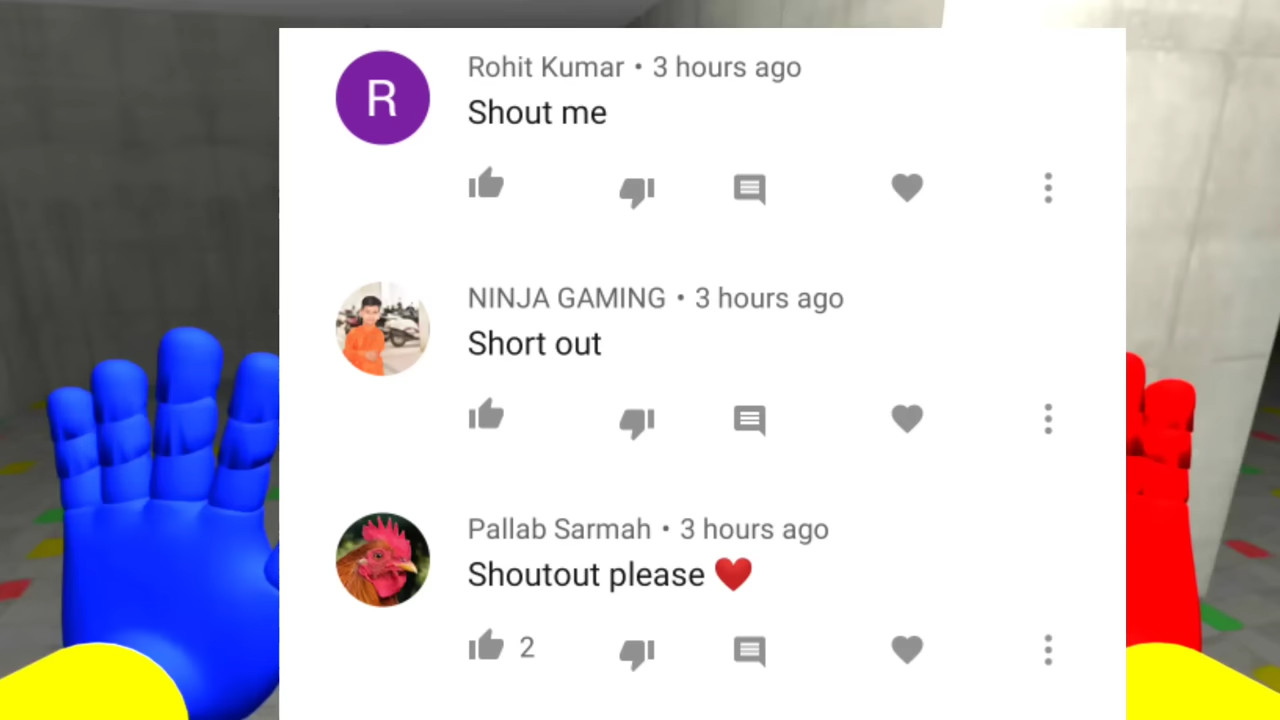 R
Rohit Kumar • 3 hours ago
Shout me
NINJA GAMING • 3 hours ago
Short out
Pallab Sarmah • 3 hours ago
Shoutout please ❤️
2